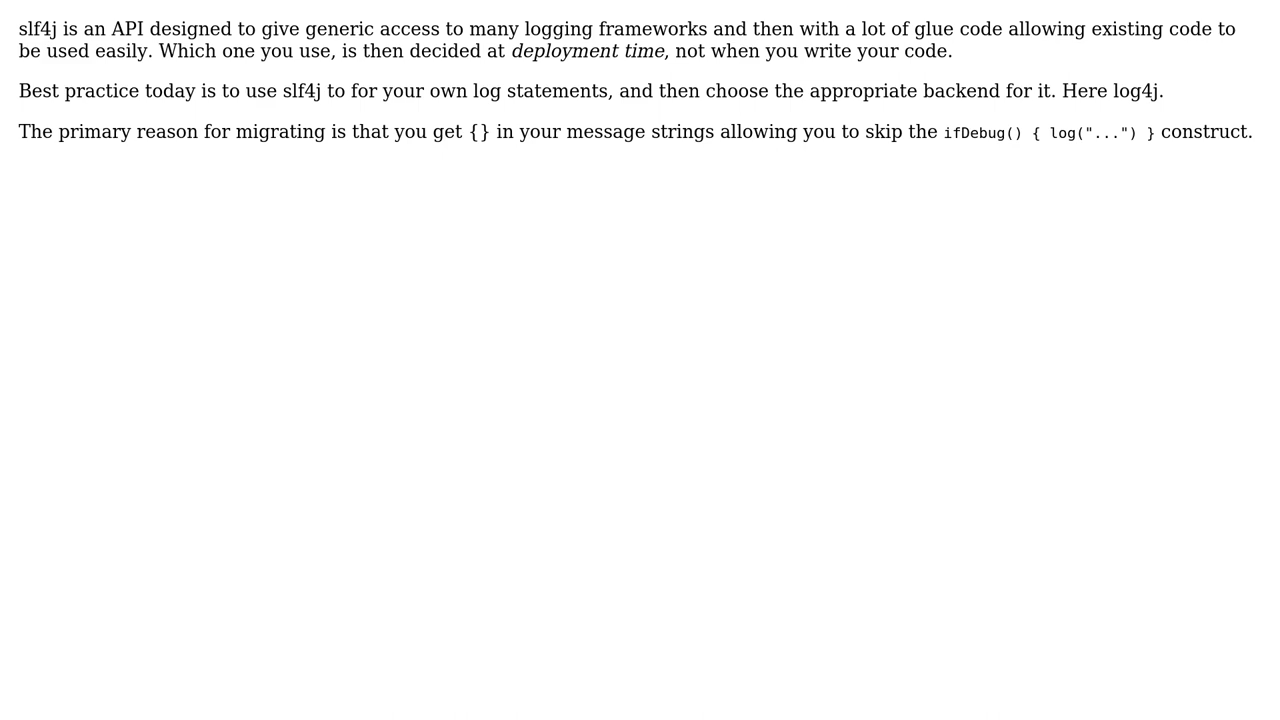 slf4j is an API designed to give generic access to many logging frameworks and then with a lot of glue code allowing existing code to
be used easily. Which one you use, is then decided at deployment time, not when you write your code.
Best practice today is to use slf4j to for your own log statements, and then choose the appropriate backend for it. Here log4j.
The primary reason for migrating is that you get {} in your message strings allowing you to skip the ifDebug() { log("...") } construct.